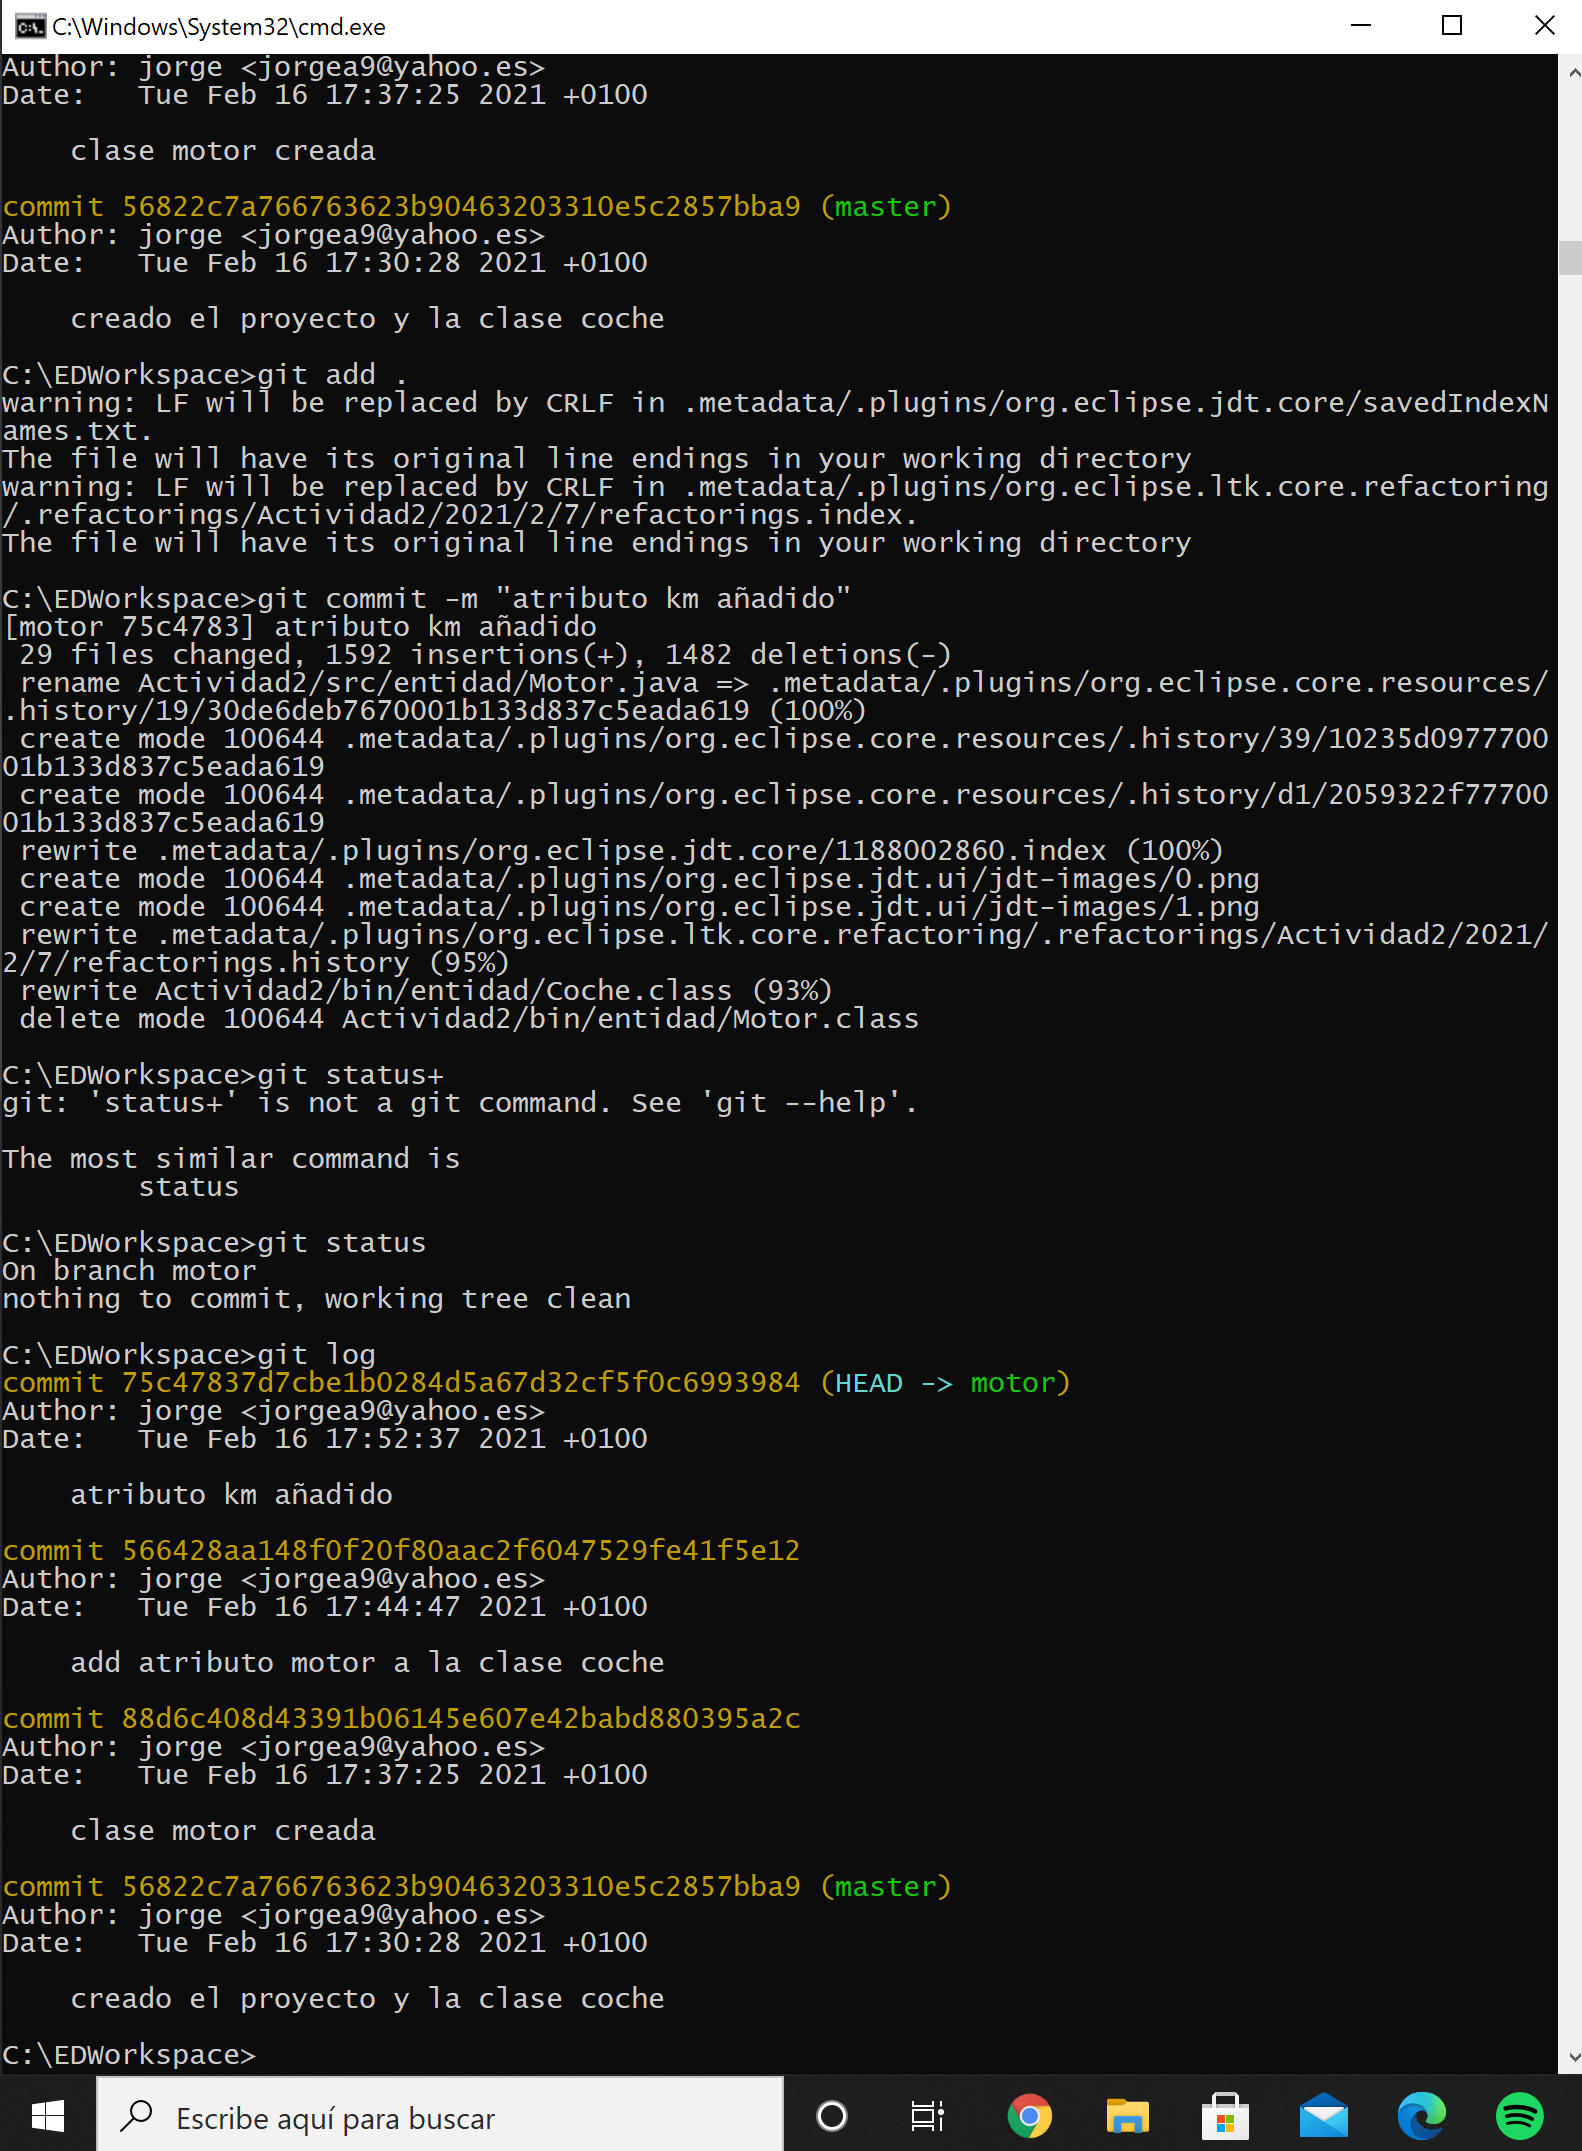 C:\Windows\System32\cmd.exe
Author: jorge <jorgea9@yahoo.es>
Date:   Tue Feb 16 17:37:25 2021 +0100
    clase motor creada
commit 56822c7a766763623b90463203310e5c2857bba9 (master)
Author: jorge <jorgea9@yahoo.es>
Date:   Tue Feb 16 17:30:28 2021 +0100
    creado el proyecto y la clase coche
C:\EDWorkspace>git add .
warning: LF will be replaced by CRLF in .metadata/.plugins/org.eclipse.jdt.core/savedIndexN
ames.txt.
The file will have its original line endings in your working directory
warning: LF will be replaced by CRLF in .metadata/.plugins/org.eclipse.ltk.core.refactoring
/.refactorings/Actividad2/2021/2/7/refactorings.index.
The file will have its original line endings in your working directory
C:\EDWorkspace>git commit -m "atributo km añadido"
[motor 75c4783] atributo km añadido
 29 files changed, 1592 insertions(+), 1482 deletions(-)
 rename Actividad2/src/entidad/Motor.java => .metadata/.plugins/org.eclipse.core.resources/
.history/19/30de6deb7670001b133d837c5eada619 (100%)
 create mode 100644 .metadata/.plugins/org.eclipse.core.resources/.history/39/10235d0977700
01b133d837c5eada619
 create mode 100644 .metadata/.plugins/org.eclipse.core.resources/.history/d1/2059322f77700
01b133d837c5eada619
 rewrite .metadata/.plugins/org.eclipse.jdt.core/1188002860.index (100%)
 create mode 100644 .metadata/.plugins/org.eclipse.jdt.ui/jdt-images/0.png
 create mode 100644 .metadata/.plugins/org.eclipse.jdt.ui/jdt-images/1.png
 rewrite .metadata/.plugins/org.eclipse.ltk.core.refactoring/.refactorings/Actividad2/2021/
2/7/refactorings.history (95%)
 rewrite Actividad2/bin/entidad/Coche.class (93%)
 delete mode 100644 Actividad2/bin/entidad/Motor.class
C:\EDWorkspace>git status+
git: 'status+' is not a git command. See 'git --help'.
The most similar command is
        status
C:\EDWorkspace>git status
On branch motor
nothing to commit, working tree clean
C:\EDWorkspace>git log
commit 75c47837d7cbe1b0284d5a67d32cf5f0c6993984 (HEAD -> motor)
Author: jorge <jorgea9@yahoo.es>
Date:   Tue Feb 16 17:52:37 2021 +0100
    atributo km añadido
commit 566428aa148f0f20f80aac2f6047529fe41f5e12
Author: jorge <jorgea9@yahoo.es>
Date:   Tue Feb 16 17:44:47 2021 +0100
    add atributo motor a la clase coche
commit 88d6c408d43391b06145e607e42babd880395a2c
Author: jorge <jorgea9@yahoo.es>
Date:   Tue Feb 16 17:37:25 2021 +0100
    clase motor creada
commit 56822c7a766763623b90463203310e5c2857bba9 (master)
Author: jorge <jorgea9@yahoo.es>
Date:   Tue Feb 16 17:30:28 2021 +0100
    creado el proyecto y la clase coche
C:\EDWorkspace>
Escribe aquí para buscar